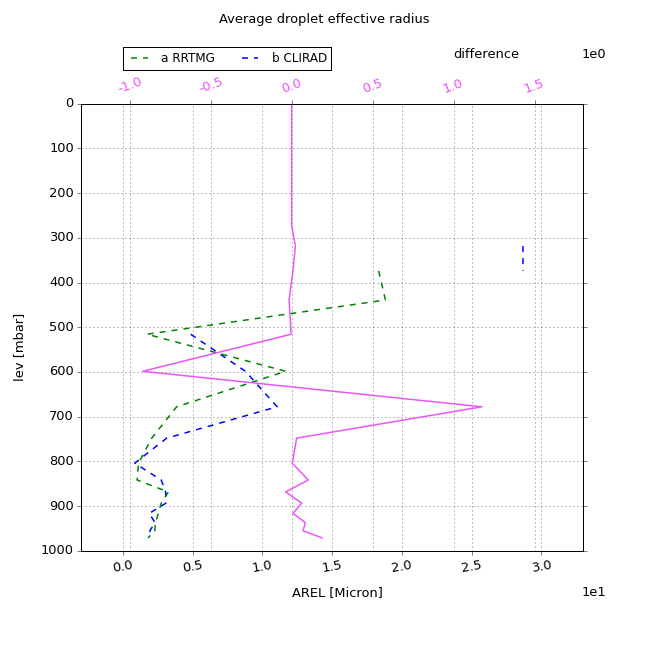 Average droplet effective radius
difference 1e0
a RRTMG b CLIRAD
-1.0 -0.5 0.0 0.5 1.0 1.5
0
100
200
300
400
500
600
700
800
900
1000
lev [mbar]
0.0 0.5 1.0 1.5 2.0 2.5 3.0
AREL [Micron] 1e1